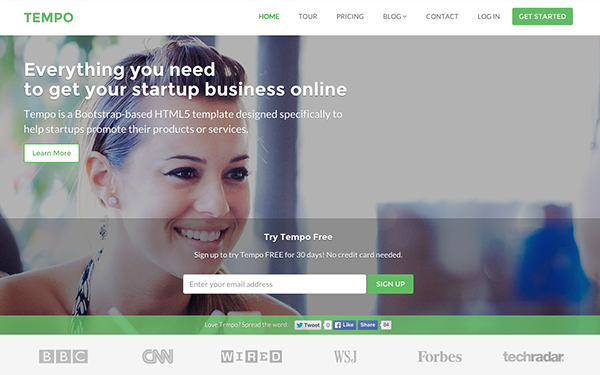 TEMPO
HOME TOUR PRICING BLOG CONTACT LOG IN GET STARTED
Everything you need
to get your startup business online
Tempo is a Bootstrap-based HTML5 template designed specifically to
help startups promote their products or services.
Learn More
Try Tempo Free
Sign up to try Tempo FREE for 30 days! No credit card needed.
Enter your email address SIGN UP
Love Tempo? Spread the word: Tweet 0 Like Share 84
BBC CNN WIRED WSJ Forbes techradar.